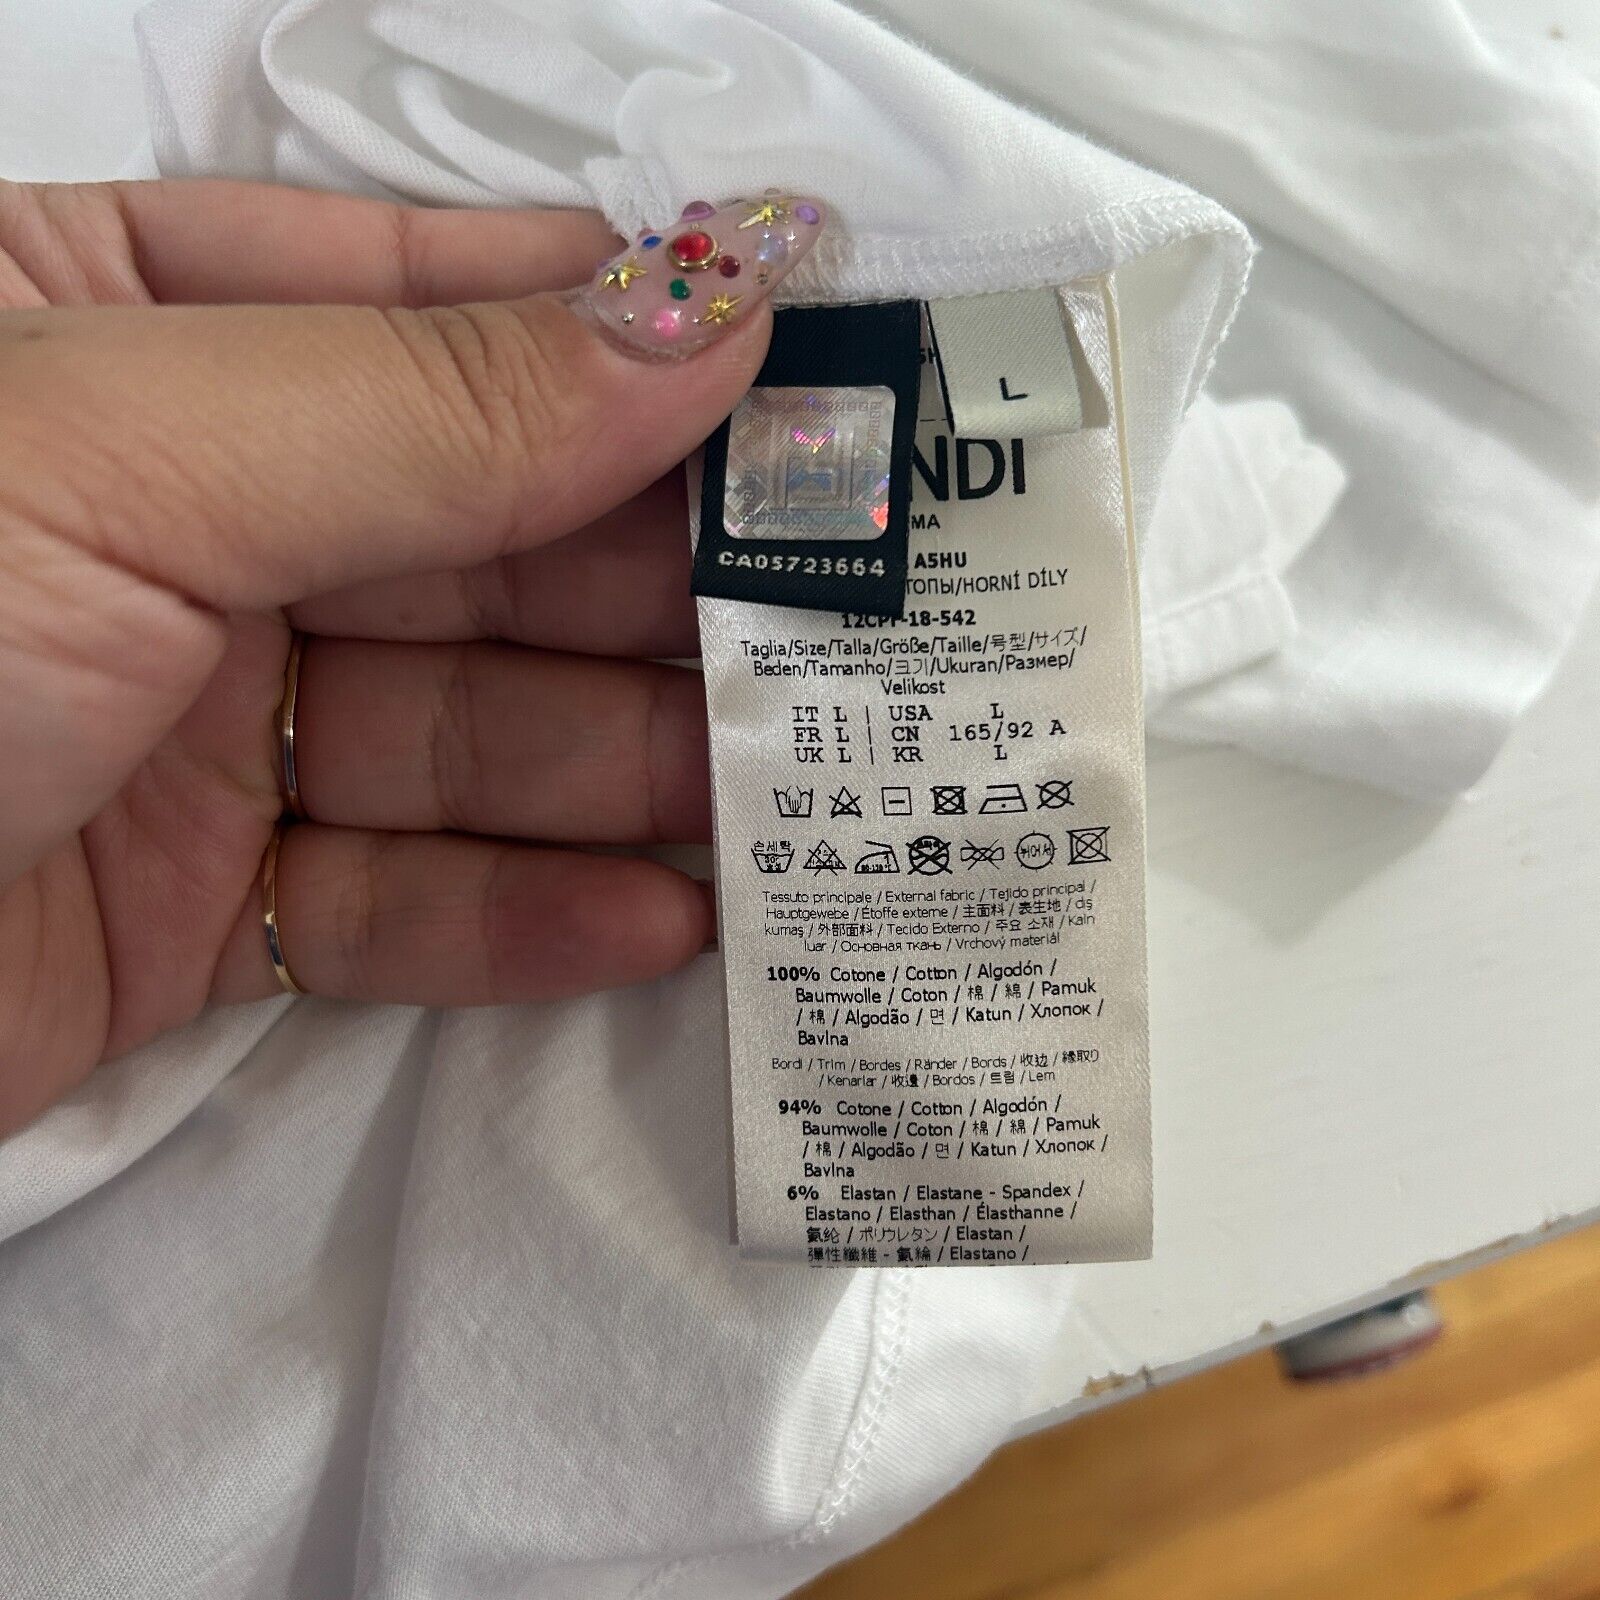 L
NDI
MA
CA05723664
A5HU
ТОПЫ/HORNÍ DÍLY
12CPF-18-542
Taglia/Size/Talla/Größe/Taille/号型/サイズ/
Beden/Tamanho/크기/Ukuran/Размер/
Velikost
IT L | USA L
FR L | CN 165/92 A
UK L | KR L
손세탁
Tessuto principale / External fabric / Tejido principal /
Hauptgewebe / Étoffe externe / 主面料 / 表生地 / dış
kumaş / 外部面料 / Tecido Externo / 주요 소재 / Kain
luar / Основная ткань / Vrchový materiál
100% Cotone / Cotton / Algodón /
Baumwolle / Coton / 棉 / 綿 / Pamuk
/ 棉 / Algodão / 면 / Katun / Хлопок /
Bavlna
Bordi / Trim / Bordes / Ränder / Bords / 收边 / 縁取り
/ Kenarlar / 收邊 / Bordos / 트림 / Lem
94% Cotone / Cotton / Algodón /
Baumwolle / Coton / 棉 / 綿 / Pamuk
/ 棉 / Algodão / 면 / Katun / Хлопок /
Bavlna
6% Elastan / Elastane - Spandex /
Elastano / Elasthan / Élasthanne /
氨纶 / ポリウレタン / Elastan /
彈性纖維 - 氨綸 / Elastano /